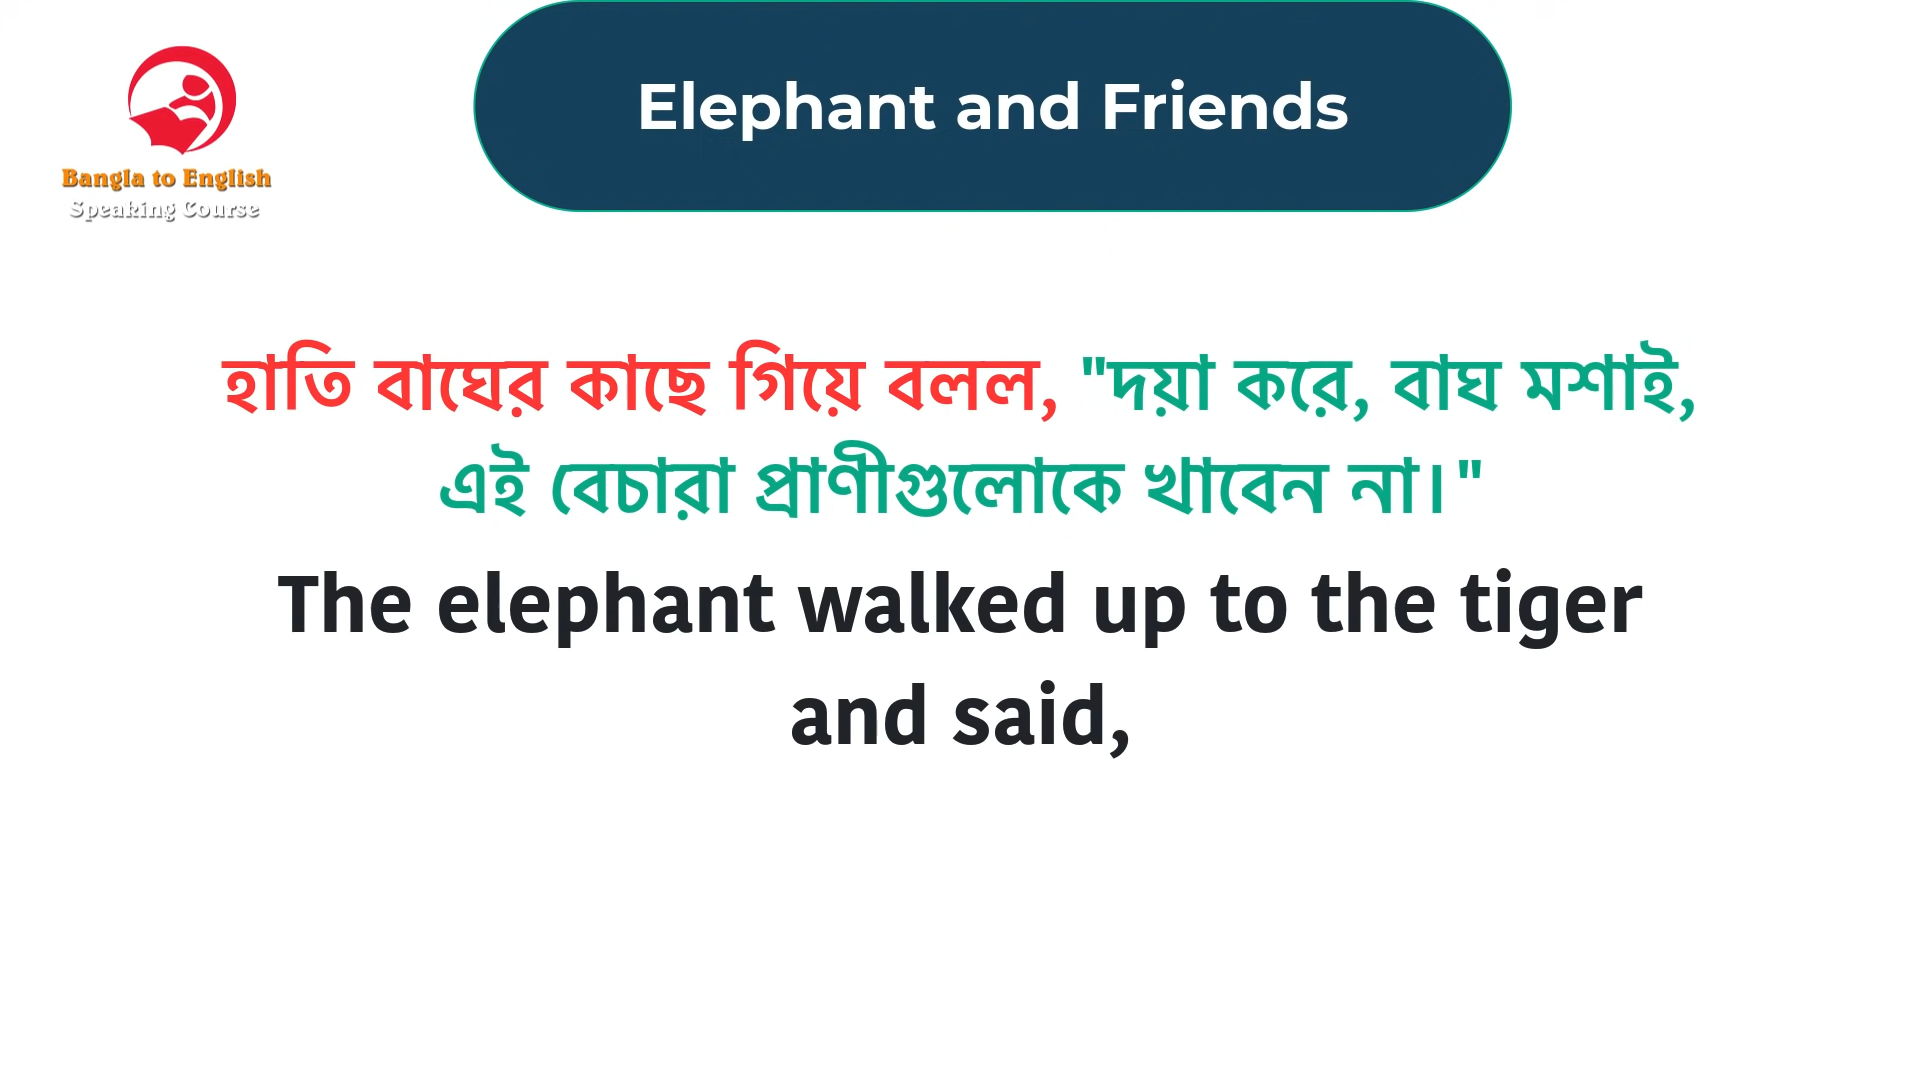 Elephant and Friends
Bangla to English
Speaking Course
হাতি বাঘের কাছে গিয়ে বলল, "দয়া করে, বাঘ মশাই,
এই বেচারা প্রাণীগুলোকে খাবেন না।"
The elephant walked up to the tiger
and said,